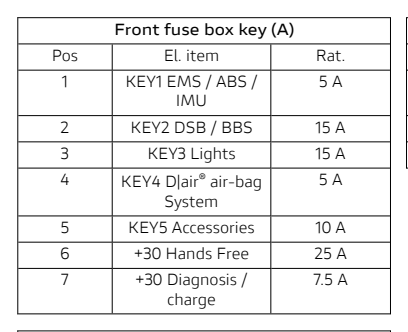 Front fuse box key (A)
Pos El. item Rat.
1 KEY1 EMS / ABS / IMU 5 A
2 KEY2 DSB / BBS 15 A
3 KEY3 Lights 15 A
4 KEY4 D|air® air-bag System 5 A
5 KEY5 Accessories 10 A
6 +30 Hands Free 25 A
7 +30 Diagnosis / charge 7.5 A